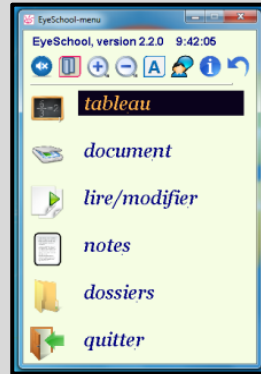 EyeSchool-menu
EyeSchool, version 2.2.0 9:42:05
A
tableau
document
lire/modifier
notes
dossiers
quitter